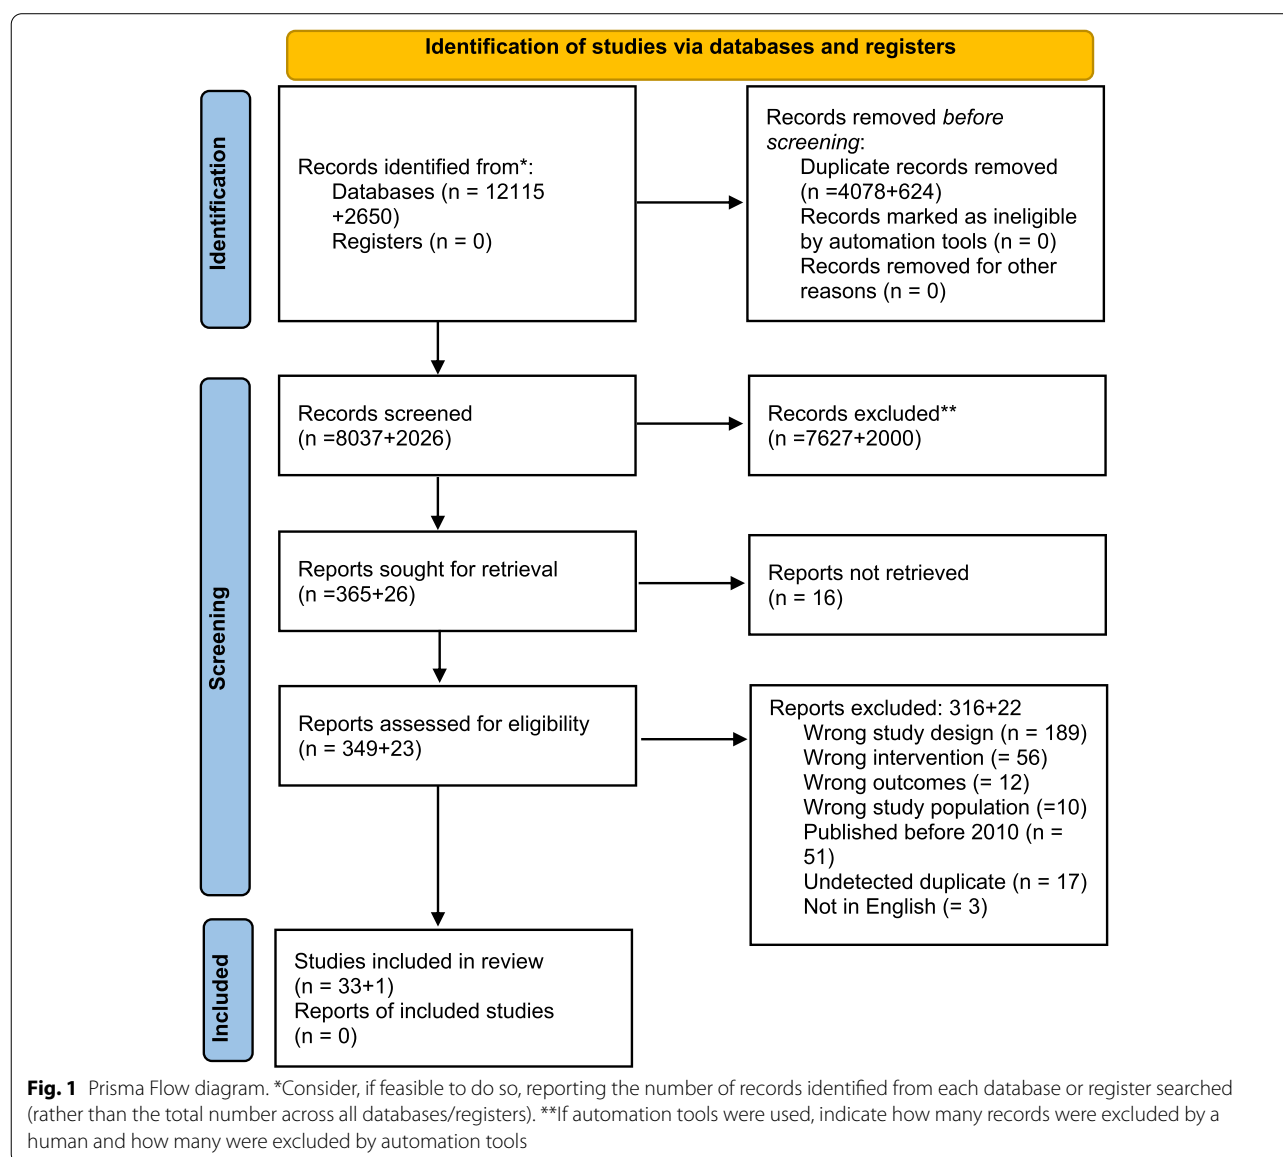 Identification of studies via databases and registers
Identification
Records identified from*:
Databases (n = 12115
+2650)
Registers (n = 0)
Records removed before
screening:
Duplicate records removed
(n =4078+624)
Records marked as ineligible
by automation tools (n = 0)
Records removed for other
reasons (n = 0)
Screening
Records screened
(n =8037+2026)
Records excluded**
(n =7627+2000)
Reports sought for retrieval
(n =365+26)
Reports not retrieved
(n = 16)
Reports assessed for eligibility
(n = 349+23)
Reports excluded: 316+22
Wrong study design (n = 189)
Wrong intervention (= 56)
Wrong outcomes (= 12)
Wrong study population (=10)
Published before 2010 (n =
51)
Undetected duplicate (n = 17)
Not in English (= 3)
Included
Studies included in review
(n = 33+1)
Reports of included studies
(n = 0)
Fig. 1 Prisma Flow diagram. *Consider, if feasible to do so, reporting the number of records identified from each database or register searched
(rather than the total number across all databases/registers). **If automation tools were used, indicate how many records were excluded by a
human and how many were excluded by automation tools